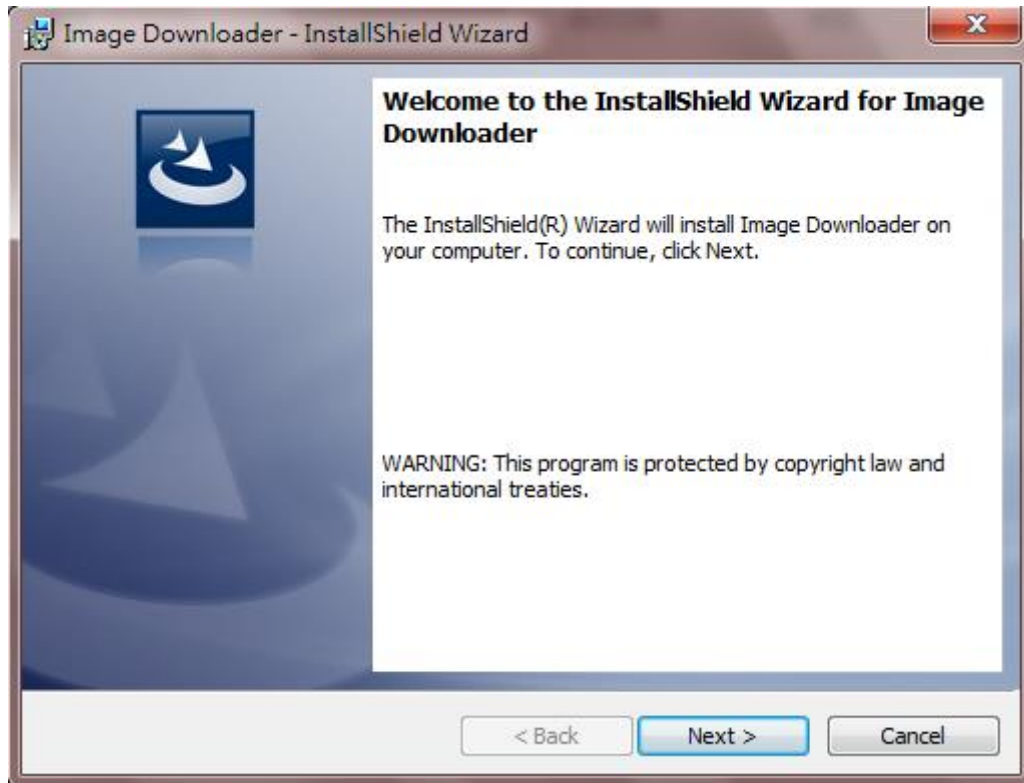 Image Downloader - InstallShield Wizard
Welcome to the InstallShield Wizard for Image
Downloader
The InstallShield(R) Wizard will install Image Downloader on
your computer. To continue, click Next.
WARNING: This program is protected by copyright law and
international treaties.
< Back
Next >
Cancel